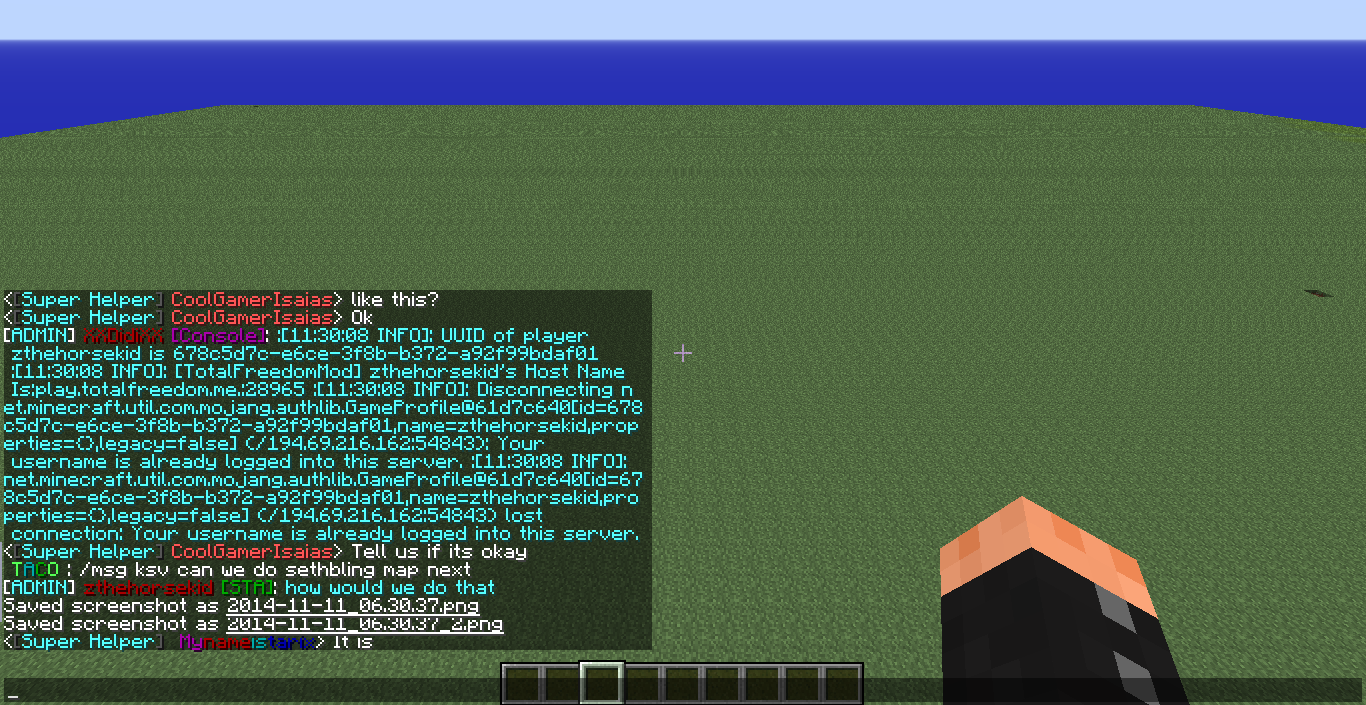 <[Super Helper] CoolGamerIsaias> like this?
<[Super Helper] CoolGamerIsaias> Ok
[ADMIN] XXDidiXX [Console]: :[11:30:08 INFO]: UUID of player
zthehorsekid is 678c5d7c-e6ce-3f8b-b372-a92f99bdaf01
:[11:30:08 INFO]: [TotalFreedomMod] zthehorsekid's Host Name
Is:play.totalfreedom.me.:28965 :[11:30:08 INFO]: Disconnecting n
et.minecraft.util.com.mojang.authlib.GameProfile@61d7c640[id=678
c5d7c-e6ce-3f8b-b372-a92f99bdaf01,name=zthehorsekid,prop
erties={},legacy=false] (/194.69.216.162:54843): Your
username is already logged into this server. :[11:30:08 INFO]:
net.minecraft.util.com.mojang.authlib.GameProfile@61d7c640[id=67
8c5d7c-e6ce-3f8b-b372-a92f99bdaf01,name=zthehorsekid,pro
perties={},legacy=false] (/194.69.216.162:54843) lost
connection: Your username is already logged into this server.
<[Super Helper] CoolGamerIsaias> Tell us if its okay
TACO : /msg ksv can we do sethbling map next
[ADMIN] zthehorsekid [STA]: how would we do that
Saved screenshot as 2014-11-11_06.30.37.png
Saved screenshot as 2014-11-11_06.30.37_2.png
<[Super Helper] Mynameistarix> It is
_